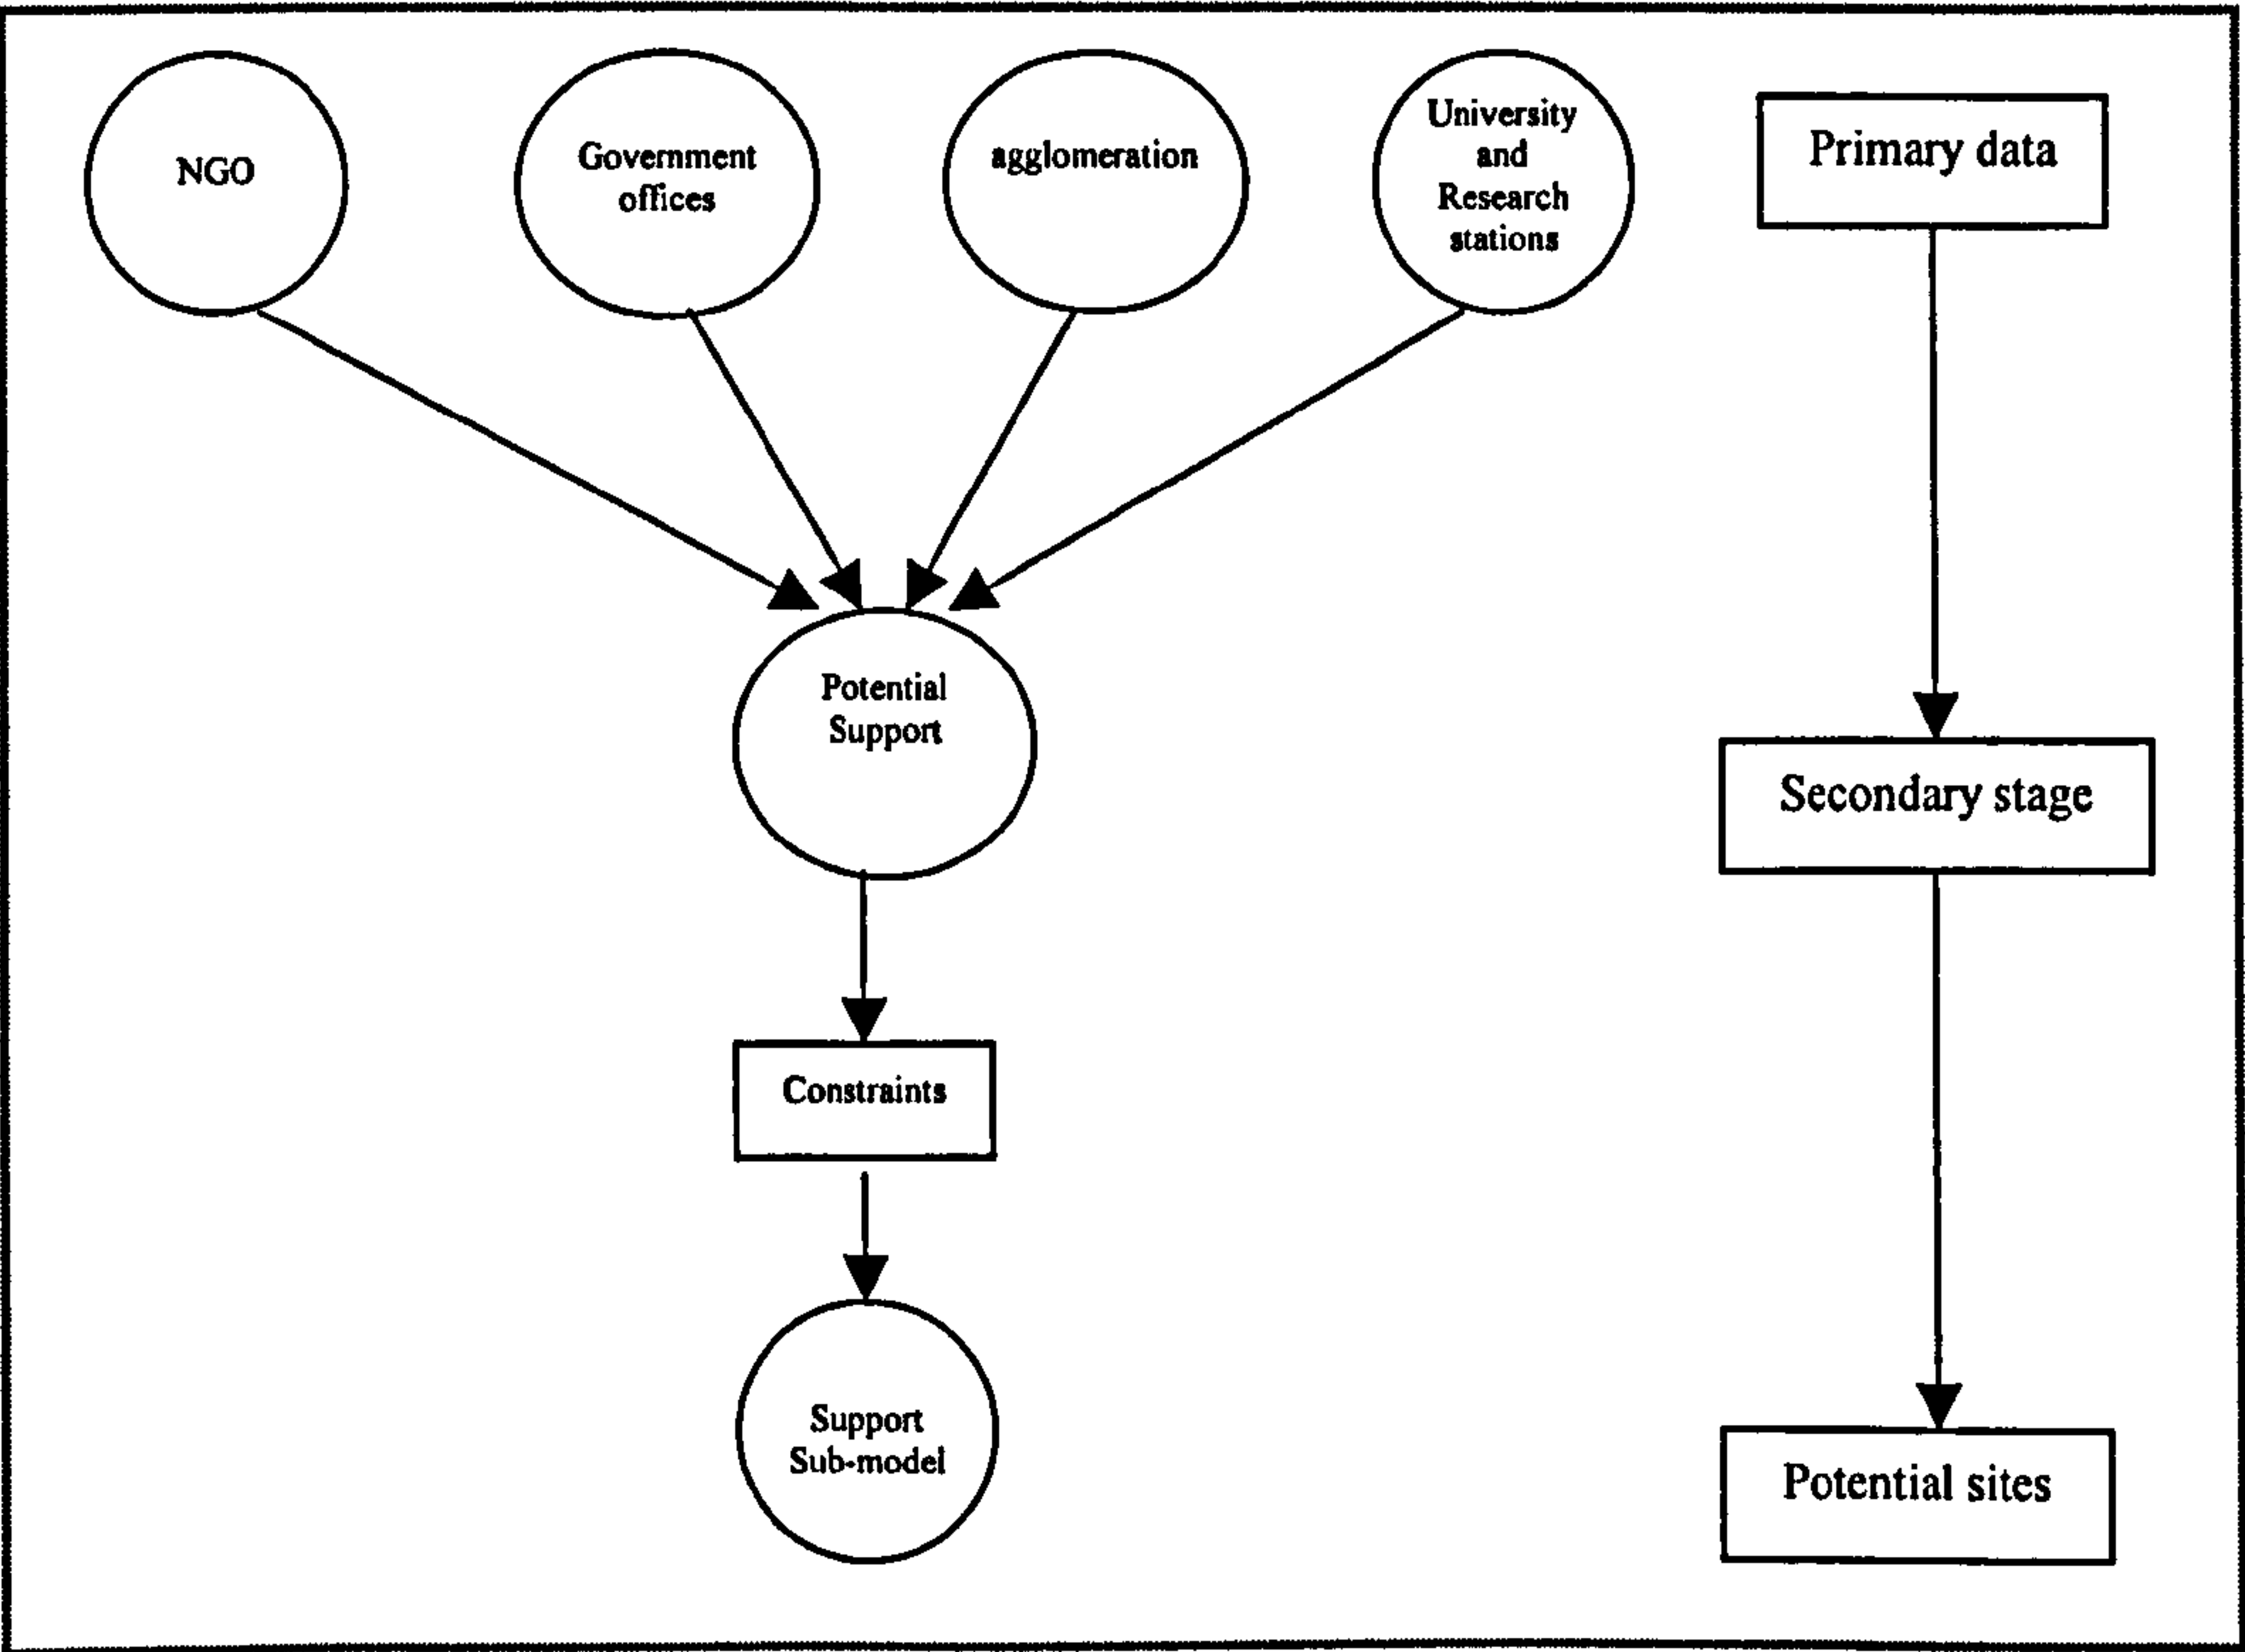 NGO
Government
offices
agglomeration
University
and
Research
stations
Primary data
Potential
Support
Secondary stage
Constraints
Support
Sub-model
Potential sites